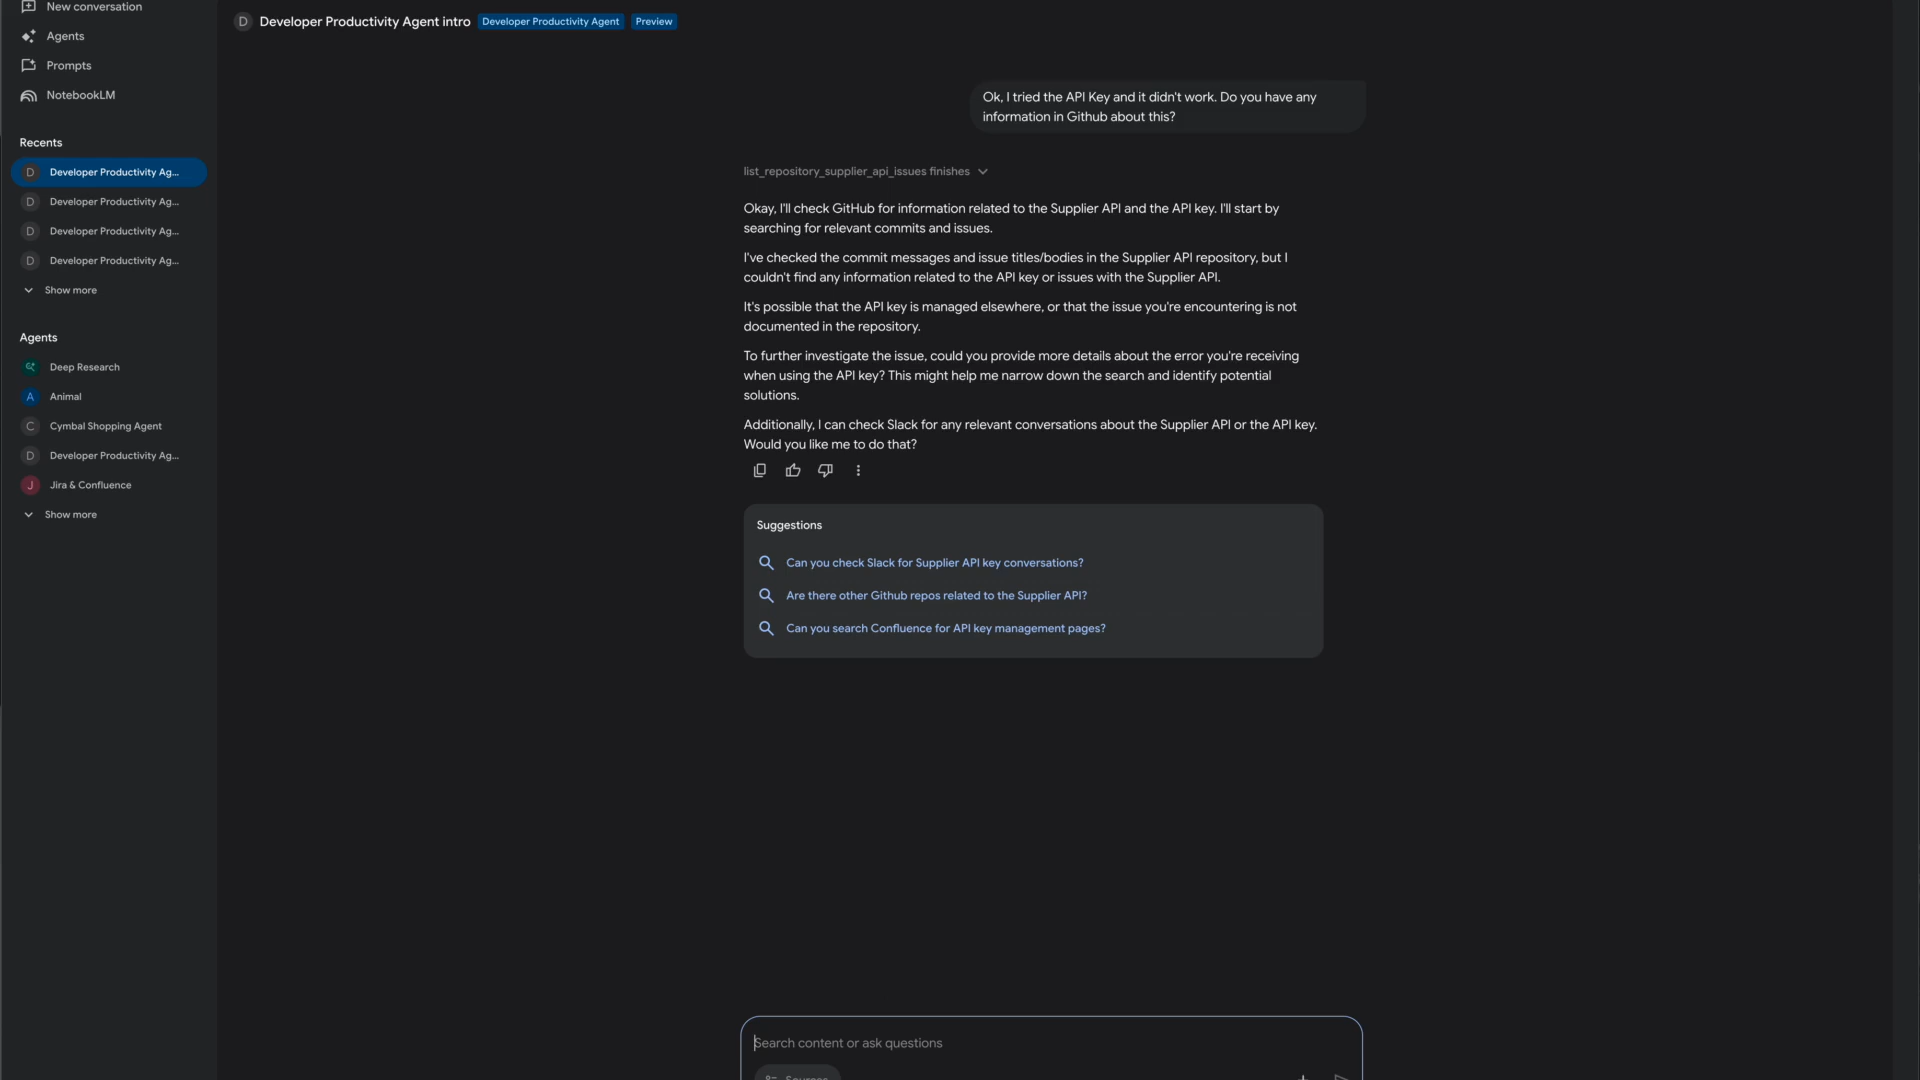 New conversation
Agents
Prompts
NotebookLM
Recents
D Developer Productivity Ag...
D Developer Productivity Ag...
D Developer Productivity Ag...
D Developer Productivity Ag...
Show more
Agents
Deep Research
A Animal
C Cymbal Shopping Agent
D Developer Productivity Ag...
J Jira & Confluence
Show more
D Developer Productivity Agent intro Developer Productivity Agent Preview
Ok, I tried the API Key and it didn't work. Do you have any
information in Github about this?
list_repository_supplier_api_issues finishes
Okay, I'll check GitHub for information related to the Supplier API and the API key. I'll start by
searching for relevant commits and issues.
I've checked the commit messages and issue titles/bodies in the Supplier API repository, but I
couldn't find any information related to the API key or issues with the Supplier API.
It's possible that the API key is managed elsewhere, or that the issue you're encountering is not
documented in the repository.
To further investigate the issue, could you provide more details about the error you're receiving
when using the API key? This might help me narrow down the search and identify potential
solutions.
Additionally, I can check Slack for any relevant conversations about the Supplier API or the API key.
Would you like me to do that?
Suggestions
Can you check Slack for Supplier API key conversations?
Are there other Github repos related to the Supplier API?
Can you search Confluence for API key management pages?
Search content or ask questions
Sources